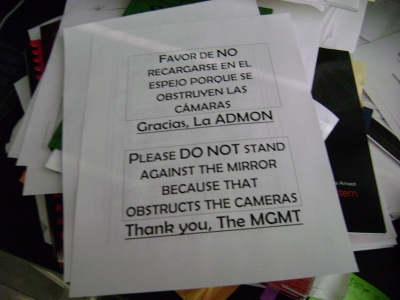 FAVOR DE NO
RECARGARSE EN EL
ESPEJO PORQUE SE
OBSTRUYEN LAS
CÁMARAS
Gracias, La ADMON
PLEASE DO NOT STAND
AGAINST THE MIRROR
BECAUSE THAT
OBSTRUCTS THE CAMERAS
Thank you, The MGMT